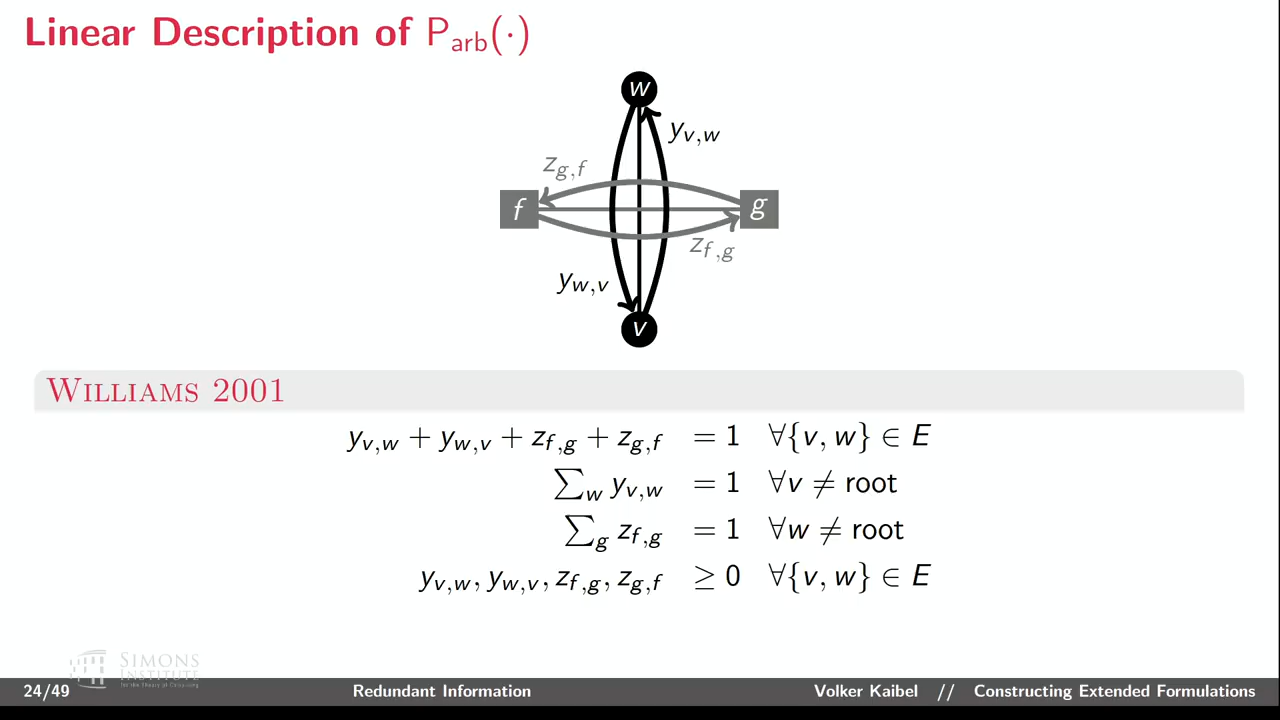 Linear Description of P_arb(·)
w
y_{v,w}
z_{g,f}
f
g
z_{f,g}
y_{w,v}
v
WILLIAMS 2001
y_{v,w} + y_{w,v} + z_{f,g} + z_{g,f} = 1 ∀{v, w} ∈ E
∑_w y_{v,w} = 1 ∀v ≠ root
∑_g z_{f,g} = 1 ∀w ≠ root
y_{v,w}, y_{w,v}, z_{f,g}, z_{g,f} ≥ 0 ∀{v, w} ∈ E
SIMONS
INSTITUTE
24/49 Redundant Information Volker Kaibel // Constructing Extended Formulations